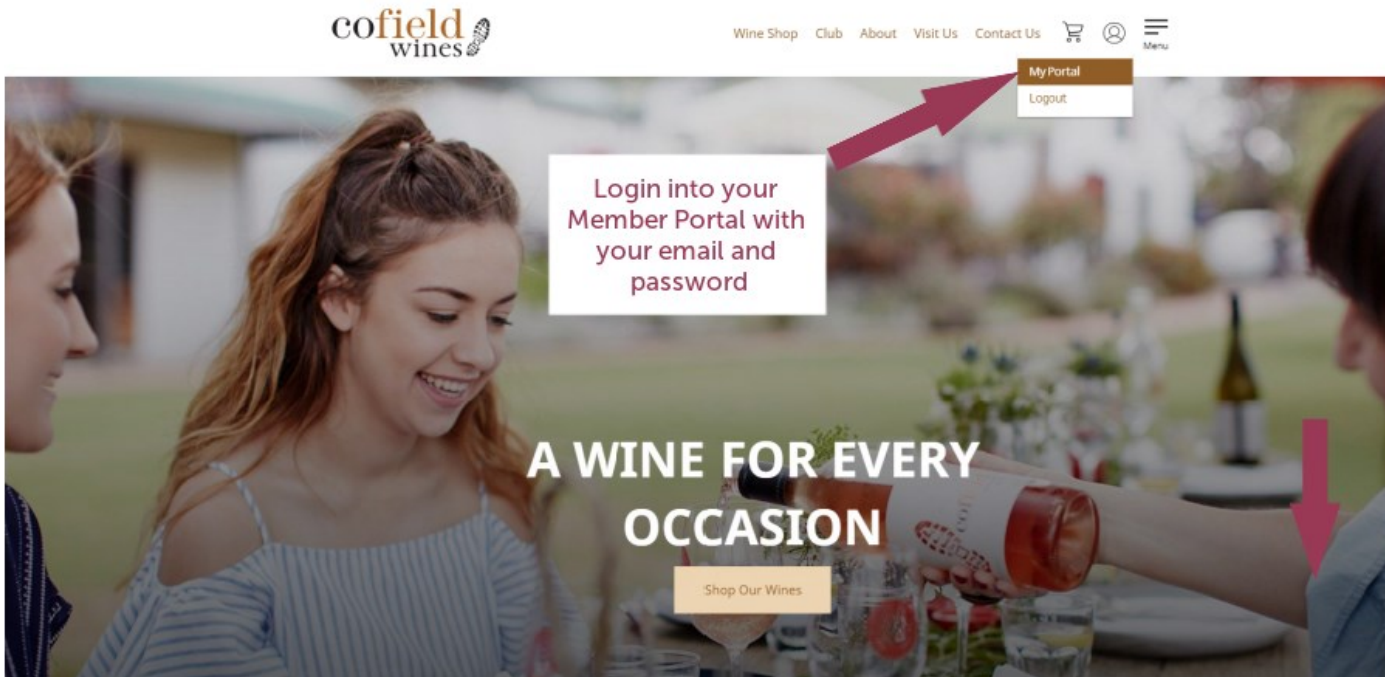 cofield
wines
Wine Shop Club About Visit Us Contact Us
Menu
My Portal
Logout
Login into your
Member Portal with
your email and
password
A WINE FOR EVERY
OCCASION
Shop Our Wines